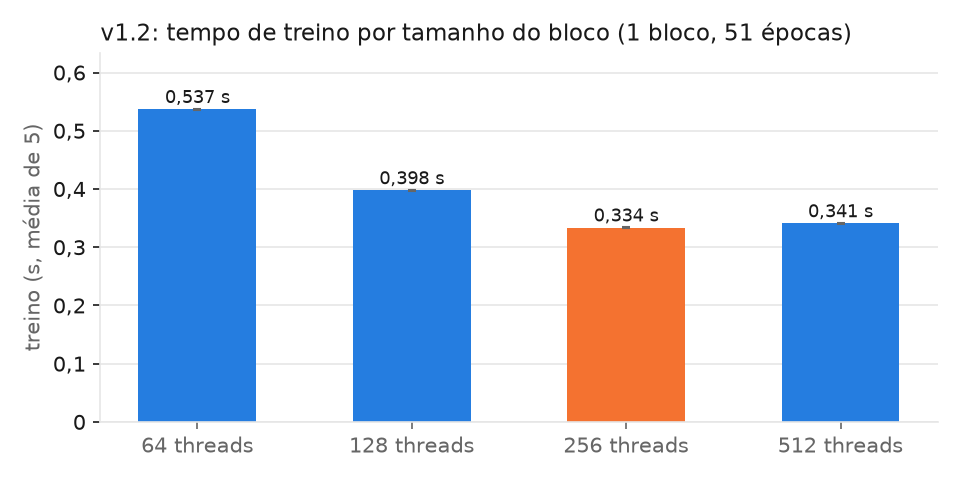 v1.2: tempo de treino por tamanho do bloco (1 bloco, 51 épocas)
treino (s, média de 5)
0,6
0,5
0,4
0,3
0,2
0,1
0
0,537 s
0,398 s
0,334 s
0,341 s
64 threads
128 threads
256 threads
512 threads